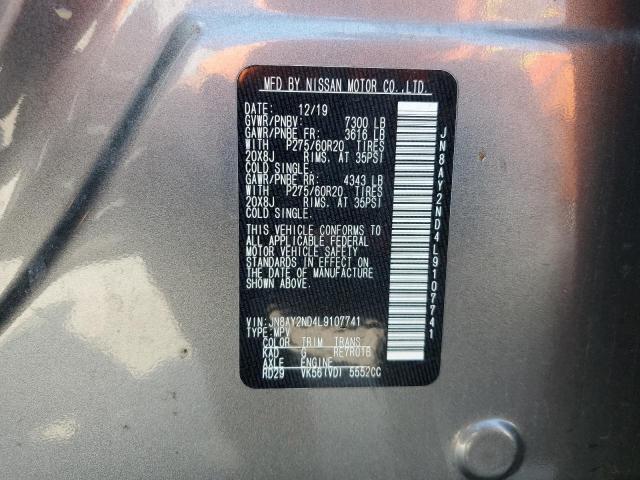 MFD BY NISSAN MOTOR CO.,LTD.
DATE: 12/19
GVWR/PNBV: 7300 LB
GAWR/PNBE FR: 3616 LB
WITH P275/60R20 TIRES
20X8J RIMS. AT 35PSI
COLD SINGLE.
GAWR/PNBE RR: 4343 LB
WITH P275/60R20 TIRES
20X8J RIMS. AT 35PSI
COLD SINGLE.
THIS VEHICLE CONFORMS TO
ALL APPLICABLE FEDERAL
MOTOR VEHICLE SAFETY
STANDARDS IN EFFECT ON
THE DATE OF MANUFACTURE
SHOWN ABOVE.
VIN:JN8AY2ND4L9107741
TYPE:MPV
COLOR TRIM TRANS
KAD G RE7R01B
AXLE ENGINE
RD29 VK56(VD) 5552CC
JN8AY2ND4L9107741